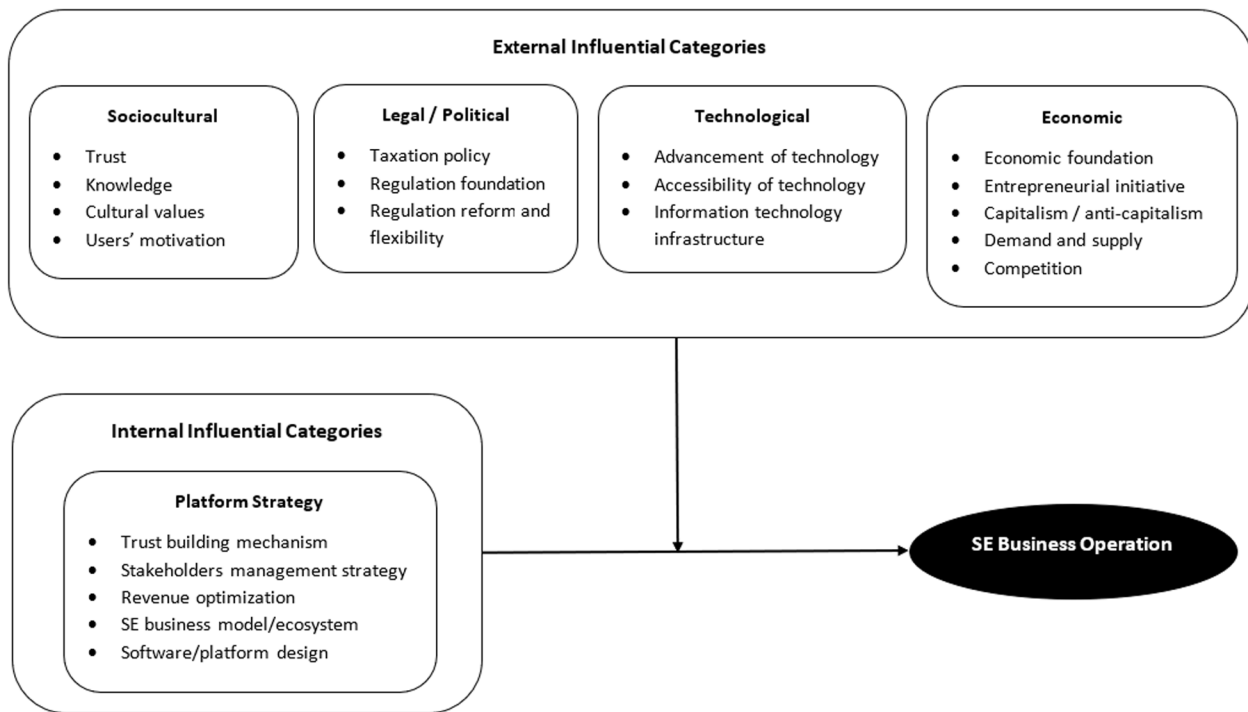 External Influential Categories
Sociocultural
• Trust
• Knowledge
• Cultural values
• Users’ motivation
Legal / Political
• Taxation policy
• Regulation foundation
• Regulation reform and
flexibility
Technological
• Advancement of technology
• Accessibility of technology
• Information technology
infrastructure
Economic
• Economic foundation
• Entrepreneurial initiative
• Capitalism / anti-capitalism
• Demand and supply
• Competition
Internal Influential Categories
Platform Strategy
• Trust building mechanism
• Stakeholders management strategy
• Revenue optimization
• SE business model/ecosystem
• Software/platform design
SE Business Operation